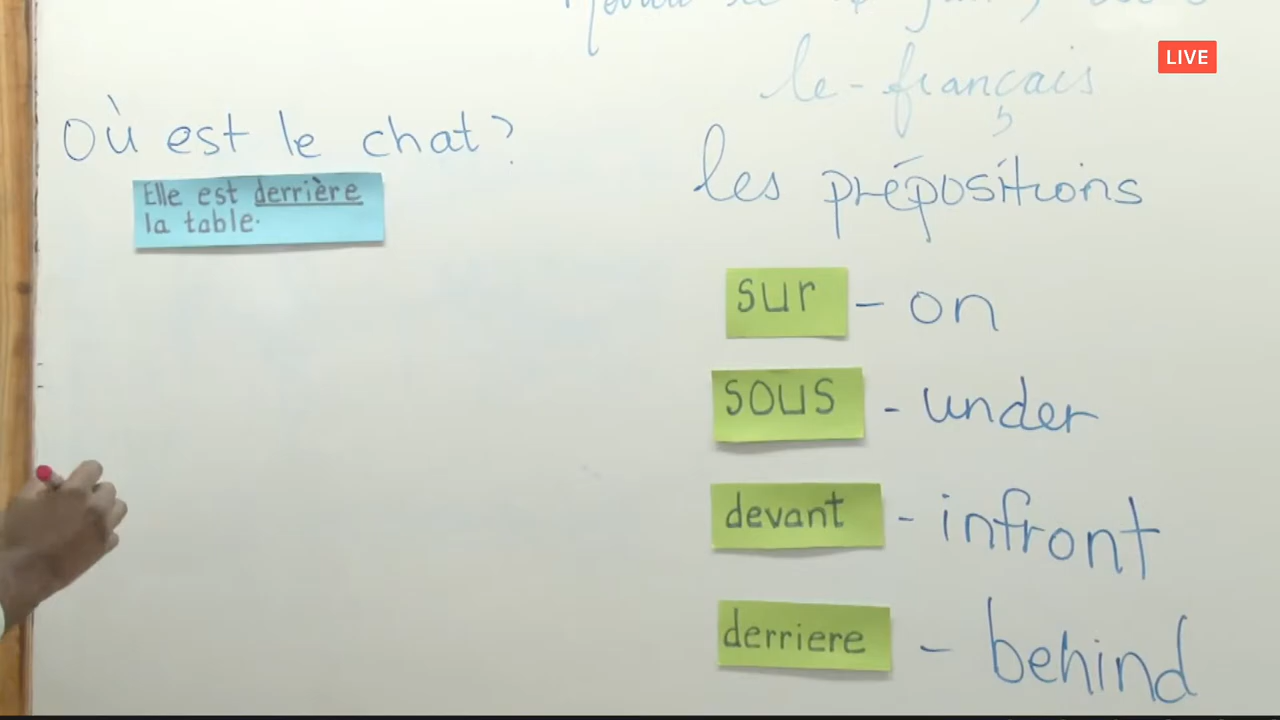 LIVE
le-français
Où est le chat?
Elle est derrière
la table.
les prépositions
sur - on
sous - under
devant - infront
derriere - behind